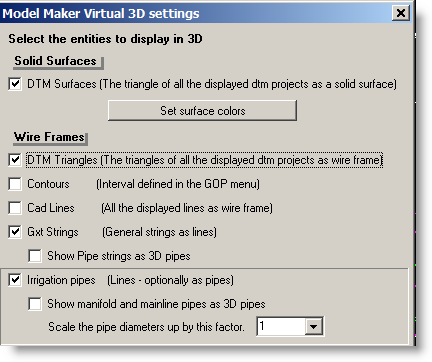 Model Maker Virtual 3D settings
Select the entities to display in 3D
Solid Surfaces
DTM Surfaces (The triangle of all the displayed dtm projects as a solid surface)
Set surface colors
Wire Frames
DTM Triangles (The triangles of all the displayed dtm projects as wire frame)
Contours (Interval defined in the GOP menu)
Cad Lines (All the displayed lines as wire frame)
Gxt Strings (General strings as lines)
Show Pipe strings as 3D pipes
Irrigation pipes (Lines - optionally as pipes)
Show manifold and mainline pipes as 3D pipes
Scale the pipe diameters up by this factor. 1